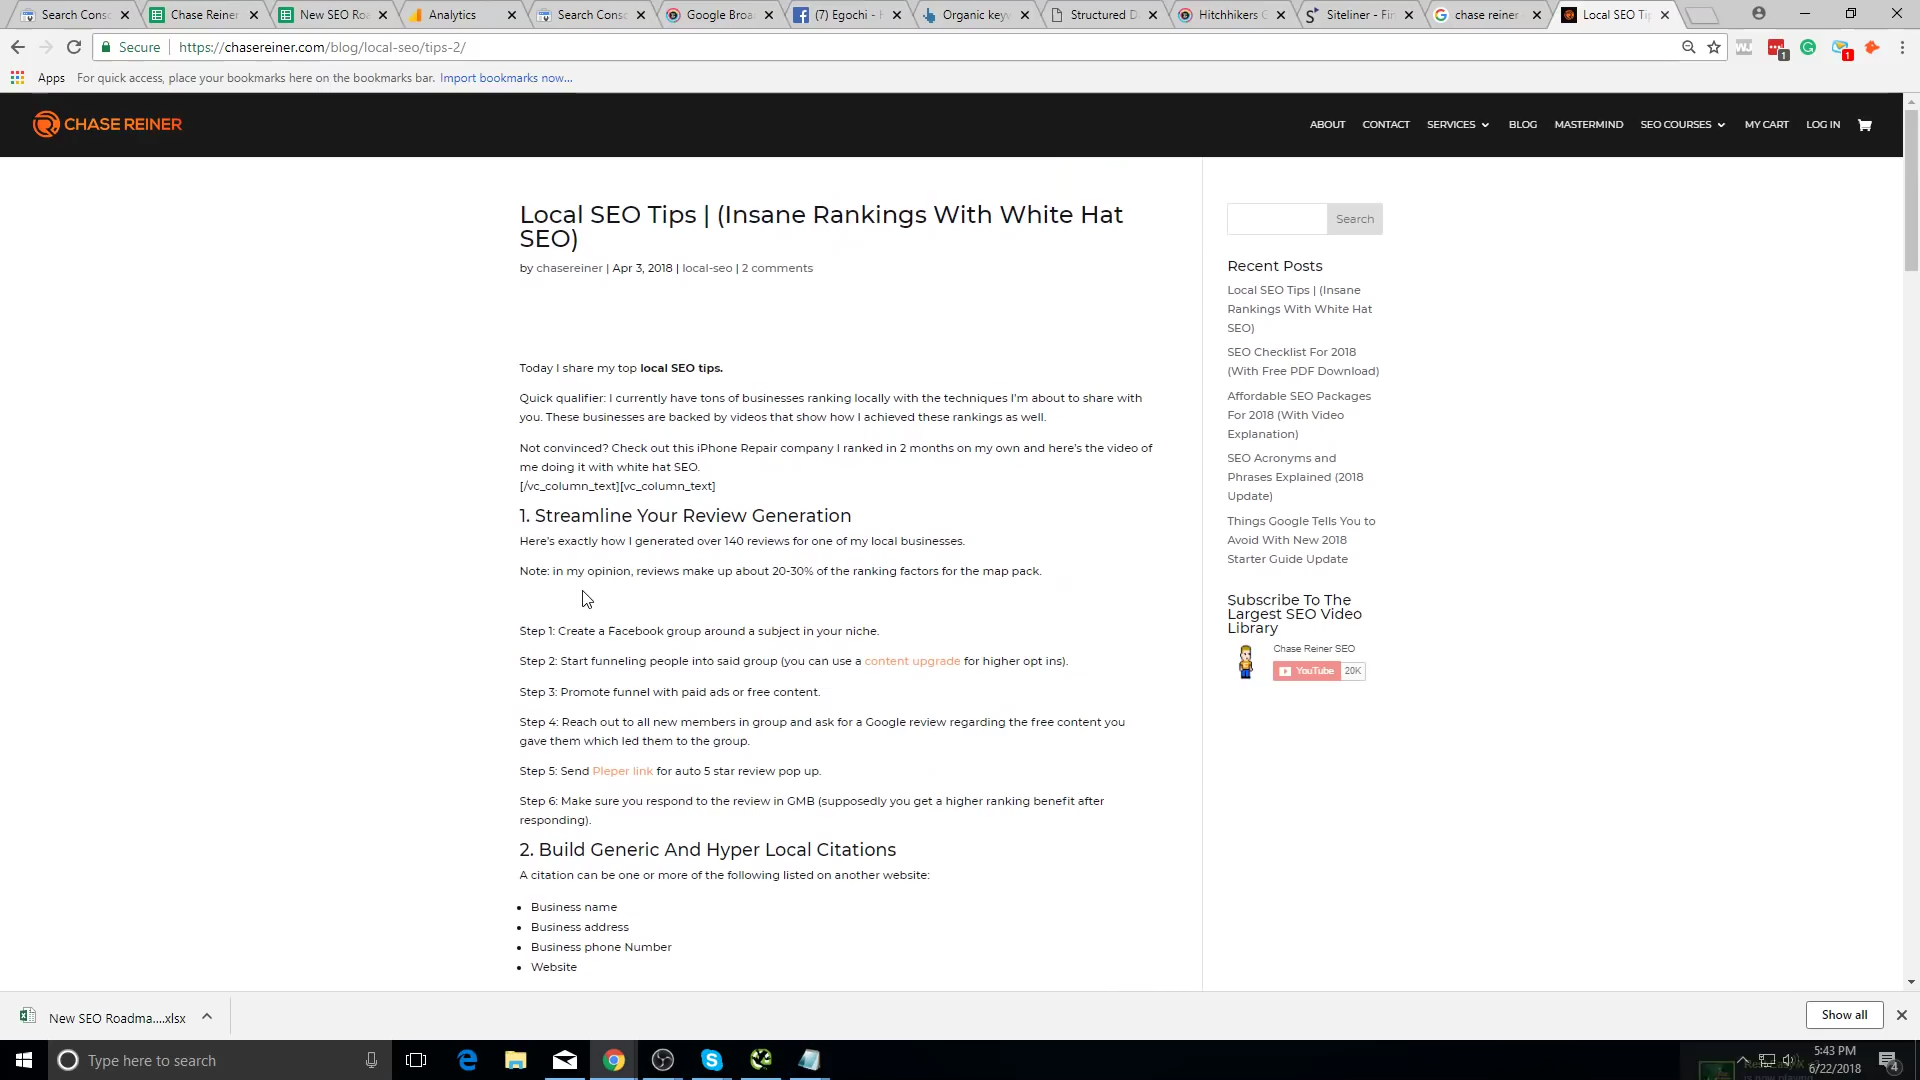 Search Consc
Chase Reiner
New SEO Roa
Analytics
Search Consc
Google Broa
(7) Egochi -
Organic keyw
Structured D
Hitchhikers G
Siteliner - Fin
chase reiner
Local SEO Tip
Secure
https://chasereiner.com/blog/local-seo/tips-2/
1
1
Apps
For quick access, place your bookmarks here on the bookmarks bar.
Import bookmarks now...
CHASE REINER
ABOUT
CONTACT
SERVICES
BLOG
MASTERMIND
SEO COURSES
MY CART
LOG IN
Local SEO Tips | (Insane Rankings With White Hat
SEO)
by chasereiner | Apr 3, 2018 | local-seo | 2 comments
Today I share my top local SEO tips.
Quick qualifier: I currently have tons of businesses ranking locally with the techniques I'm about to share with
you. These businesses are backed by videos that show how I achieved these rankings as well.
Not convinced? Check out this iPhone Repair company I ranked in 2 months on my own and here's the video of
me doing it with white hat SEO.
[/vc_column_text][vc_column_text]
1. Streamline Your Review Generation
Here's exactly how I generated over 140 reviews for one of my local businesses.
Note: in my opinion, reviews make up about 20-30% of the ranking factors for the map pack.
Step 1: Create a Facebook group around a subject in your niche.
Step 2: Start funneling people into said group (you can use a content upgrade for higher opt ins).
Step 3: Promote funnel with paid ads or free content.
Step 4: Reach out to all new members in group and ask for a Google review regarding the free content you
gave them which led them to the group.
Step 5: Send Pleper link for auto 5 star review pop up.
Step 6: Make sure you respond to the review in GMB (supposedly you get a higher ranking benefit after
responding).
2. Build Generic And Hyper Local Citations
A citation can be one or more of the following listed on another website:
• Business name
• Business address
• Business phone Number
• Website
Search
Recent Posts
Local SEO Tips | (Insane
Rankings With White Hat
SEO)
SEO Checklist For 2018
(With Free PDF Download)
Affordable SEO Packages
For 2018 (With Video
Explanation)
SEO Acronyms and
Phrases Explained (2018
Update)
Things Google Tells You to
Avoid With New 2018
Starter Guide Update
Subscribe To The
Largest SEO Video
Library
Chase Reiner SEO
YouTube 20K
New SEO Roadma....xlsx
Show all
Type here to search
5:43 PM
6/22/2018
4